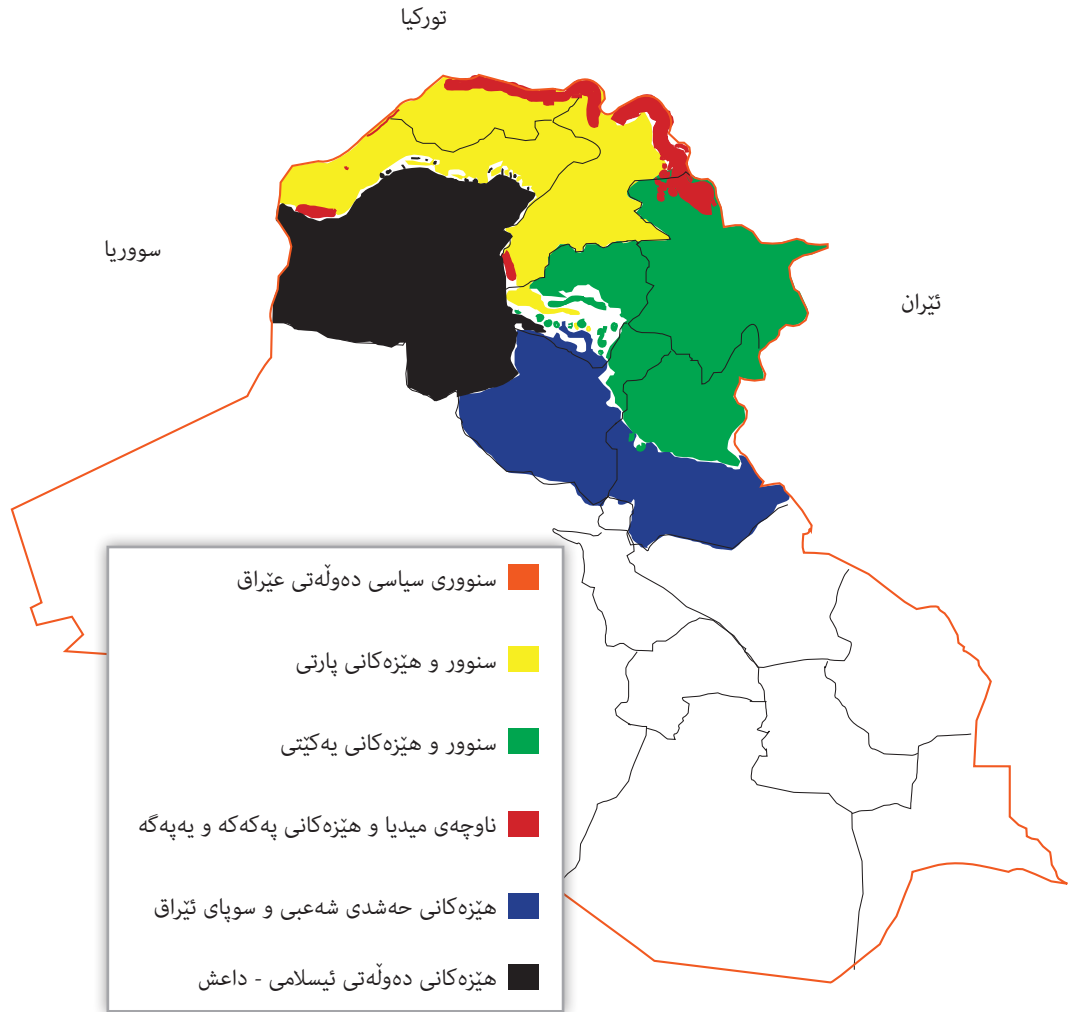 تورکیا
سووریا
ئێران
سنووری سیاسی دەوڵەتی عێراق
سنوور و هێزەکانی پارتی
سنوور و هێزەکانی یەکێتی
ناوچەی میدیا و هێزەکانی پەکەکە و یەپەگە
هێزەکانی حەشدی شەعبی و سوپای ئێراق
هێزەکانی دەوڵەتی ئیسلامی - داعش